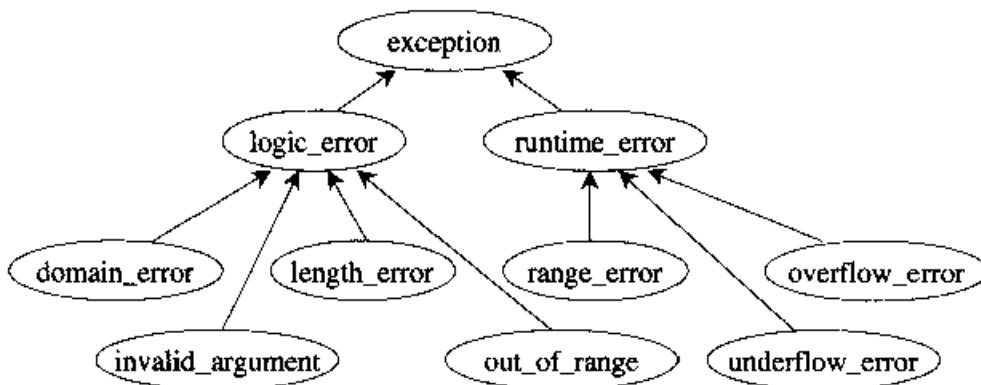 exception
logic_error
runtime_error
domain_error
length_error
range_error
overflow_error
invalid_argument
out_of_range
underflow_error